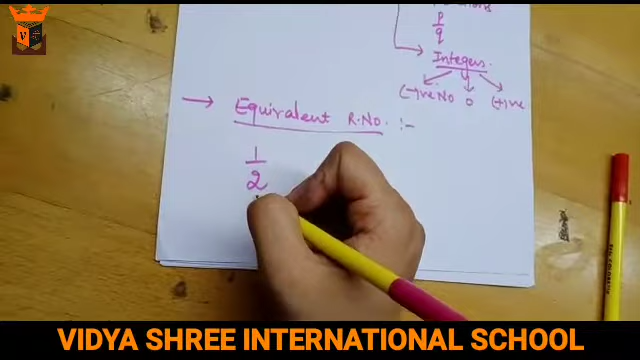 p
q
→ Integers.
(-)ve No 0 (+)ve
→ Equivalent R.No. :-
1
2
VIDYA SHREE INTERNATIONAL SCHOOL